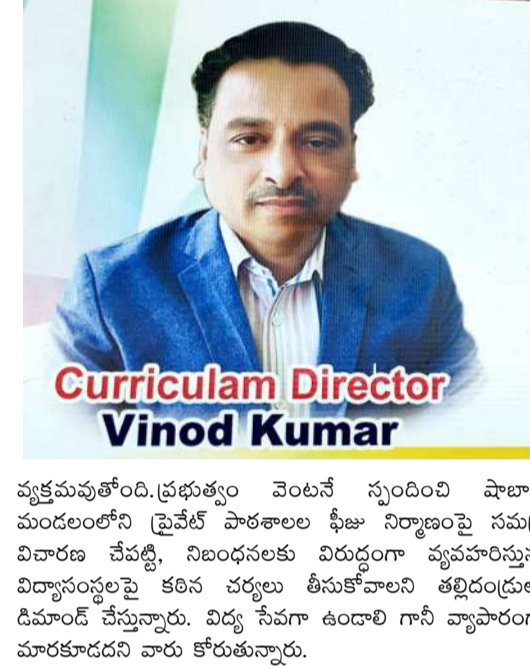 Curriculam Director
Vinod Kumar
వ్యక్తమవుతోంది.ప్రభుత్వం వెంటనే స్పందించి షాబా
మండలంలోని ప్రైవేట్ పాఠశాలల ఫీజు నిర్మాణంపై సమగ్ర
విచారణ చేపట్టి, నిబంధనలకు విరుద్ధంగా వ్యవహరిస్తున
విద్యాసంస్థలపై కఠిన చర్యలు తీసుకోవాలని తల్లిదండ్రుల
డిమాండ్ చేస్తున్నారు. విద్య సేవగా ఉండాలి గానీ వ్యాపారంగ
మారకూడదని వారు కోరుతున్నారు.